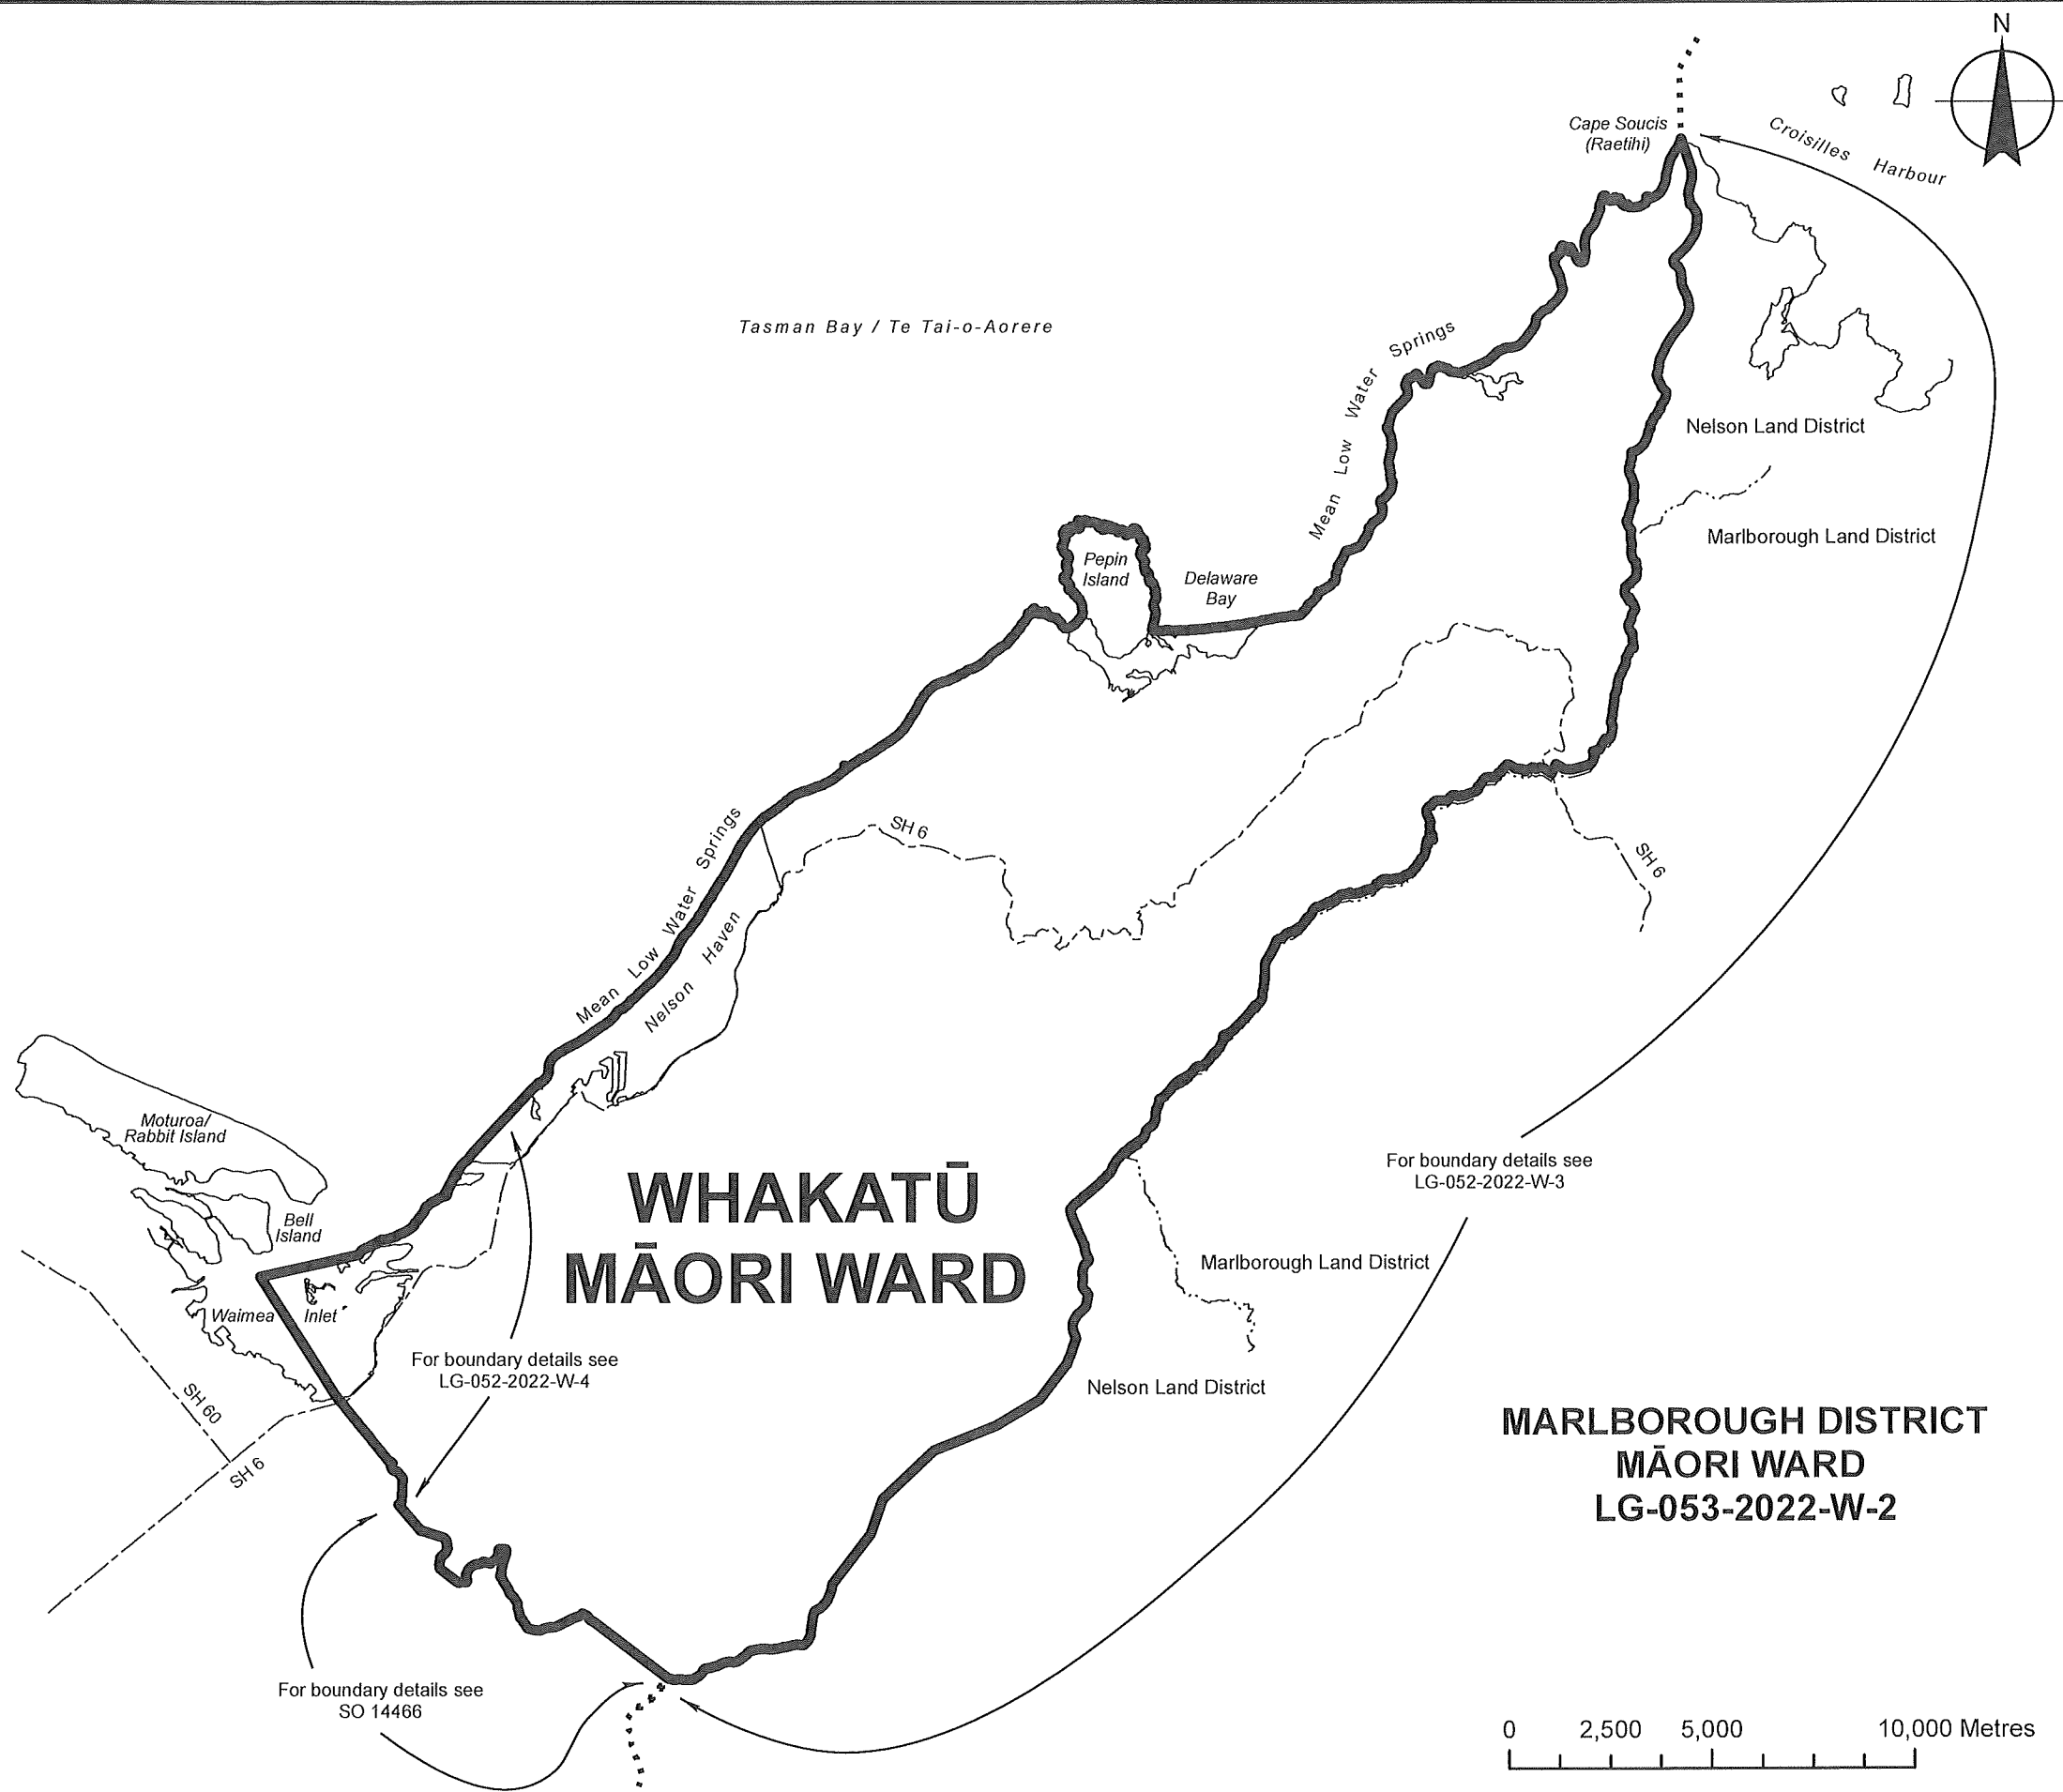 N
Cape Soucis
(Raetihi)
Croisilles Harbour
Tasman Bay / Te Tai-o-Aorere
Mean Low Water Springs
Nelson Land District
Marlborough Land District
Pepin
Island
Delaware
Bay
SH 6
SH 6
Mean Low Water Springs
Nelson Haven
Moturoa/
Rabbit Island
Bell
Island
Waimea Inlet
WHAKATŪ
MĀORI WARD
For boundary details see
LG-052-2022-W-3
Marlborough Land District
Nelson Land District
For boundary details see
LG-052-2022-W-4
SH 60
SH 6
MARLBOROUGH DISTRICT
MĀORI WARD
LG-053-2022-W-2
For boundary details see
SO 14466
0 2,500 5,000 10,000 Metres